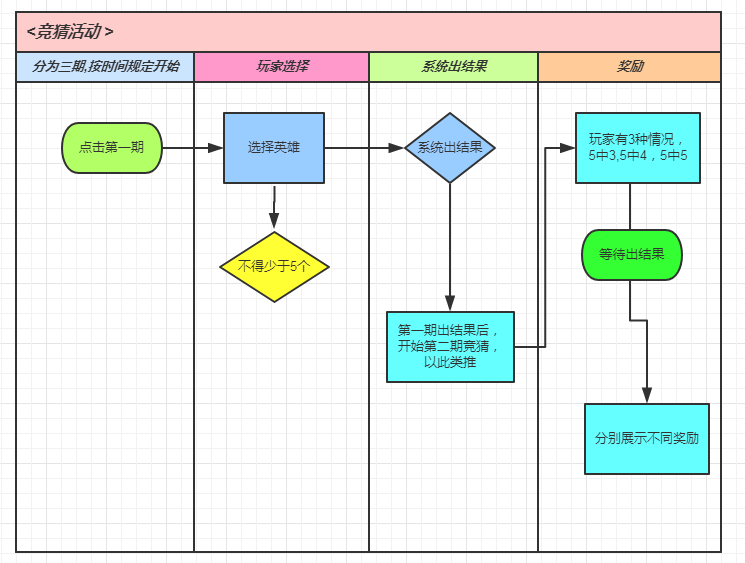 <竞猜活动 >
分为三期,按时间规定开始
玩家选择
系统出结果
奖励
点击第一期
选择英雄
系统出结果
玩家有3种情况，
5中3,5中4，5中5
不得少于5个
等待出结果
第一期出结果后，
开始第二期竞猜，
以此类推
分别展示不同奖励